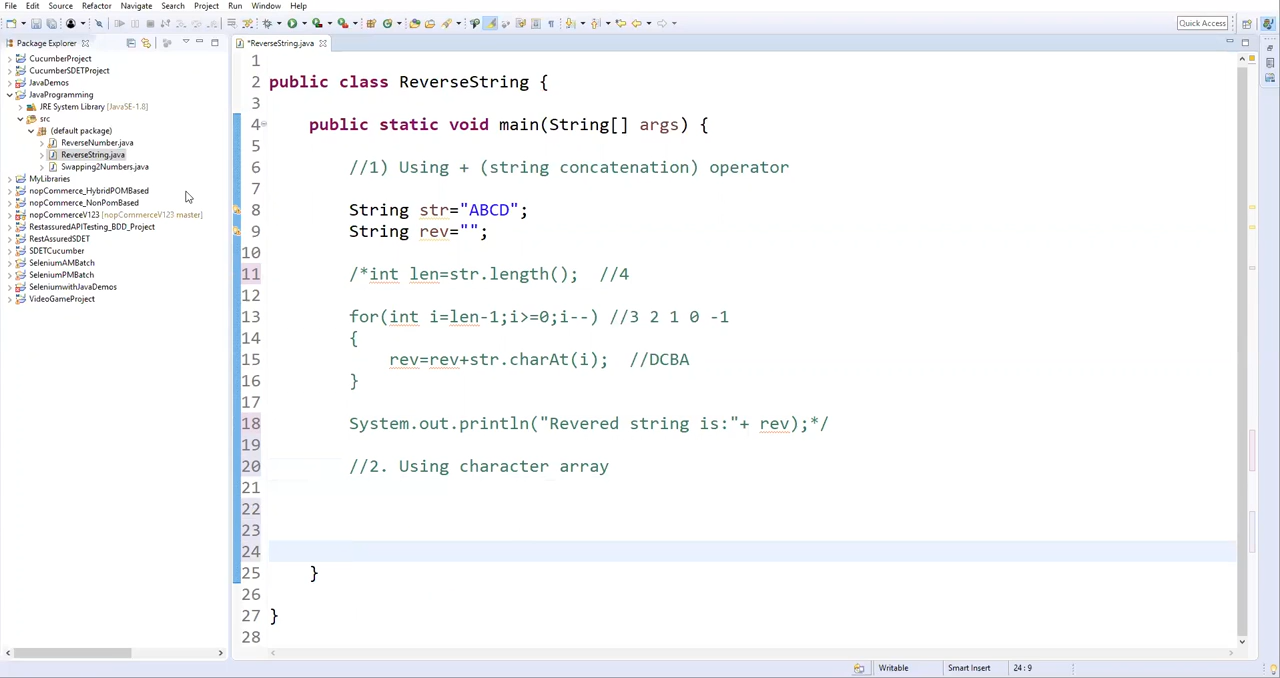 File Edit Source Refactor Navigate Search Project Run Window Help
Quick Access
Package Explorer
*ReverseString.java
CucumberProject
CucumberSDETProject
JavaDemos
JavaProgramming
JRE System Library [JavaSE-1.8]
src
(default package)
ReverseNumber.java
ReverseString.java
Swapping2Numbers.java
MyLibraries
nopCommerce_HybridPOMBased
nopCommerce_NonPomBased
nopCommerceV123 [nopCommerceV123 master]
RestassuredAPITesting_BDD_Project
RestAssuredSDET
SDETCucumber
SeleniumAMBatch
SeleniumPMBatch
SeleniumwithJavaDemos
VideoGameProject
1
2 public class ReverseString {
3
4 public static void main(String[] args) {
5
6 //1) Using + (string concatenation) operator
7
8 String str="ABCD";
9 String rev="";
10
11 /*int len=str.length(); //4
12
13 for(int i=len-1;i>=0;i--) //3 2 1 0 -1
14 {
15 rev=rev+str.charAt(i); //DCBA
16 }
17
18 System.out.println("Revered string is:"+ rev);*/
19
20 //2. Using character array
21
22
23
24
25 }
26
27 }
28
Writable Smart Insert 24 : 9